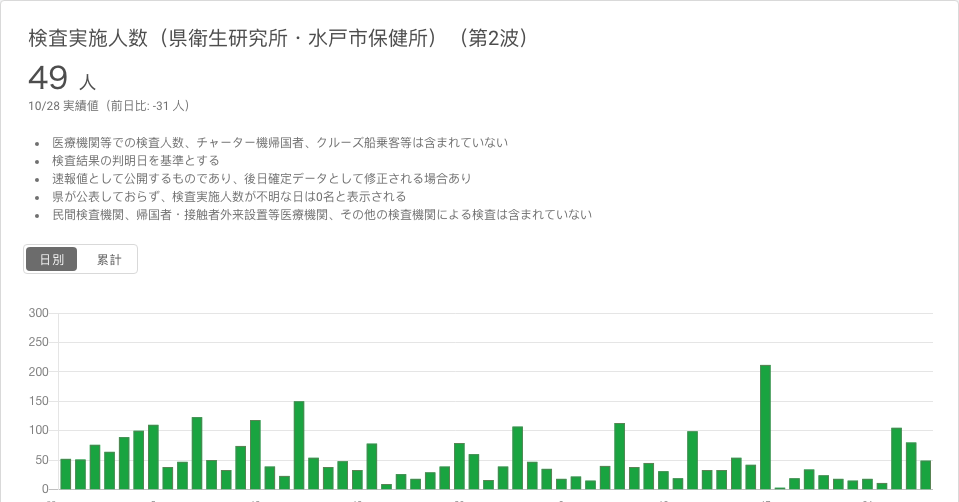 検査実施人数（県衛生研究所・水戸市保健所）（第2波）
49 人
10/28 実績値（前日比: -31 人）
• 医療機関等での検査人数、チャーター機帰国者、クルーズ船乗客等は含まれていない
• 検査結果の判明日を基準とする
• 速報値として公開するものであり、後日確定データとして修正される場合あり
• 県が公表しておらず、検査実施人数が不明な日は0名と表示される
• 民間検査機関、帰国者・接触者外来設置等医療機関、その他の検査機関による検査は含まれていない
日別 累計
300
250
200
150
100
50
0